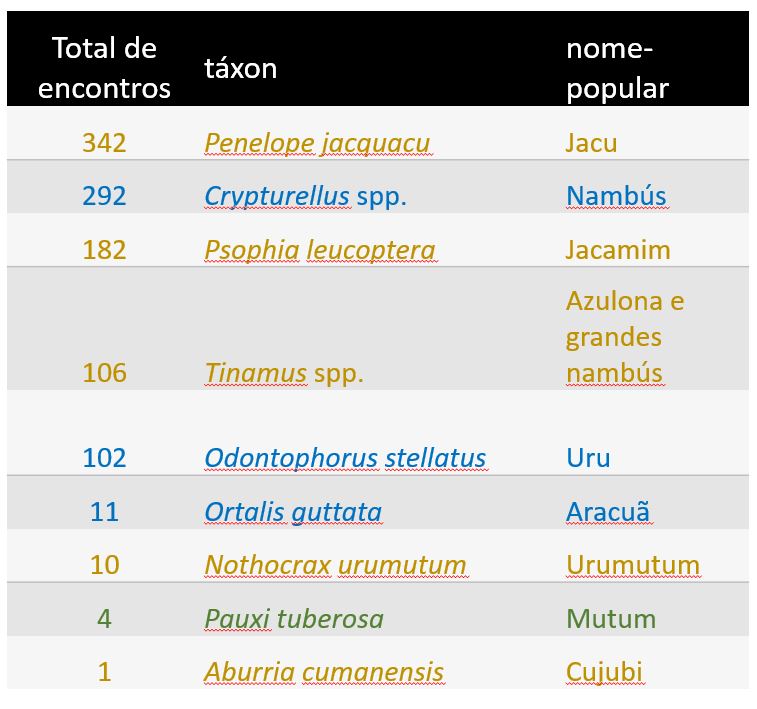 Total de encontros táxon nome-popular
342 Penelope jacquacu Jacu
292 Crypturellus spp. Nambús
182 Psophia leucoptera Jacamim
106 Tinamus spp. Azulona e grandes nambús
102 Odontophorus stellatus Uru
11 Ortalis guttata Aracuã
10 Nothocrax urumutum Urumutum
4 Pauxi tuberosa Mutum
1 Aburria cumanensis Cujubi